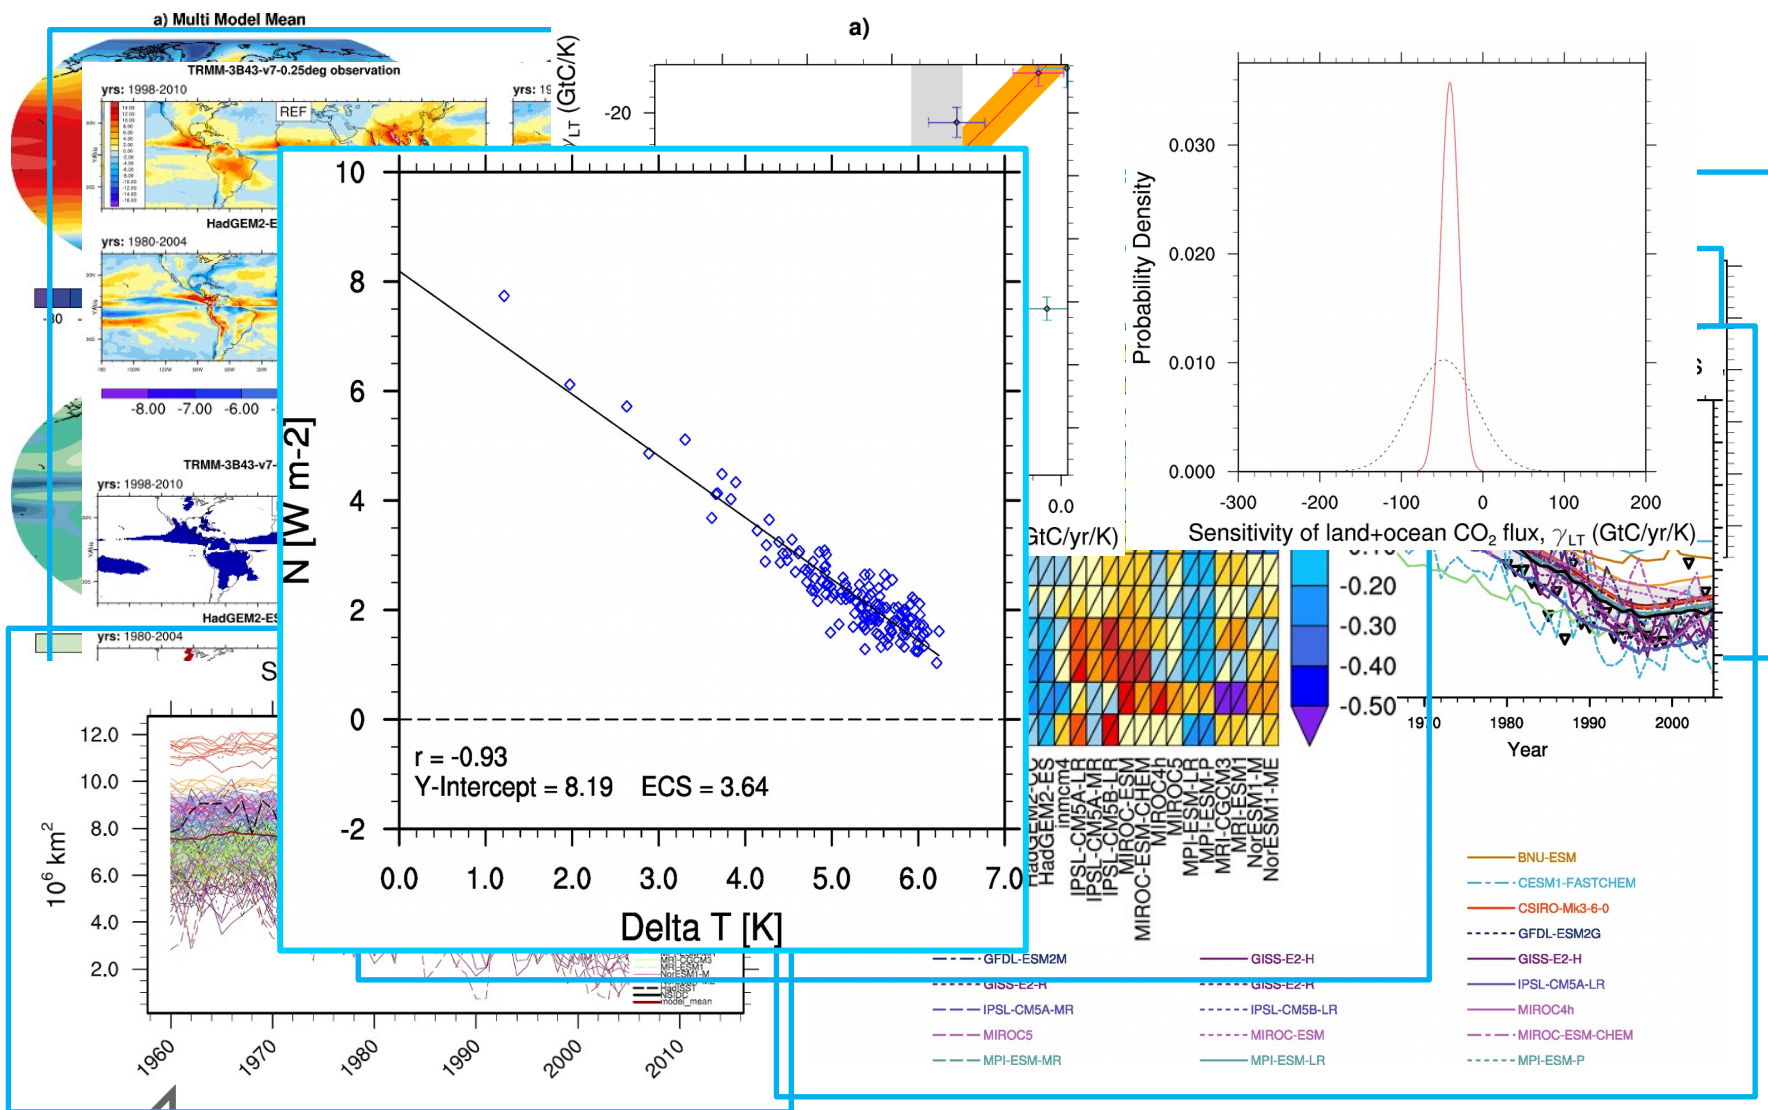 a) Multi Model Mean
a)
TRMM-3B43-v7-0.25deg observation
yrs: 1998-2010
REF
HadGEM2-E
yrs: 1980-2004
-8.00 -7.00 -6.00
TRMM-3B43-v7-
yrs: 1998-2010
HadGEM2-ES
yrs: 1980-2004
S
12.0
10.0
8.0
6.0
4.0
2.0
10⁶ km²
1960 1970 1980 1990 2000 2010
MRI-CGCM3
MRI-ESM1
NorESM1-M
HadISST
NSIDC
model_mean
γLT (GtC/K)
-20
0.0
GtC/yr/K)
10
8
6
4
2
0
-2
N [W m-2]
r = -0.93
Y-Intercept = 8.19 ECS = 3.64
0.0 1.0 2.0 3.0 4.0 5.0 6.0 7.0
Delta T [K]
0.030
0.020
0.010
0.000
Probability Density
-300 -200 -100 0 100 200
Sensitivity of land+ocean CO₂ flux, γLT (GtC/yr/K)
-0.20
-0.30
-0.40
-0.50
HadGEM2-CC
HadGEM2-ES
inmcm4
IPSL-CM5A-LR
IPSL-CM5A-MR
IPSL-CM5B-LR
MIROC-ESM
MIROC-ESM-CHEM
MIROC4h
MIROC5
MPI-ESM-LR
MPI-ESM-P
MRI-CGCM3
MRI-ESM1
NorESM1-M
NorESM1-ME
1970 1980 1990 2000
Year
BNU-ESM
CESM1-FASTCHEM
CSIRO-Mk3-6-0
GFDL-ESM2G
GFDL-ESM2M GISS-E2-H GISS-E2-H
GISS-E2-R GISS-E2-R IPSL-CM5A-LR
IPSL-CM5A-MR IPSL-CM5B-LR MIROC4h
MIROC5 MIROC-ESM MIROC-ESM-CHEM
MPI-ESM-MR MPI-ESM-LR MPI-ESM-P